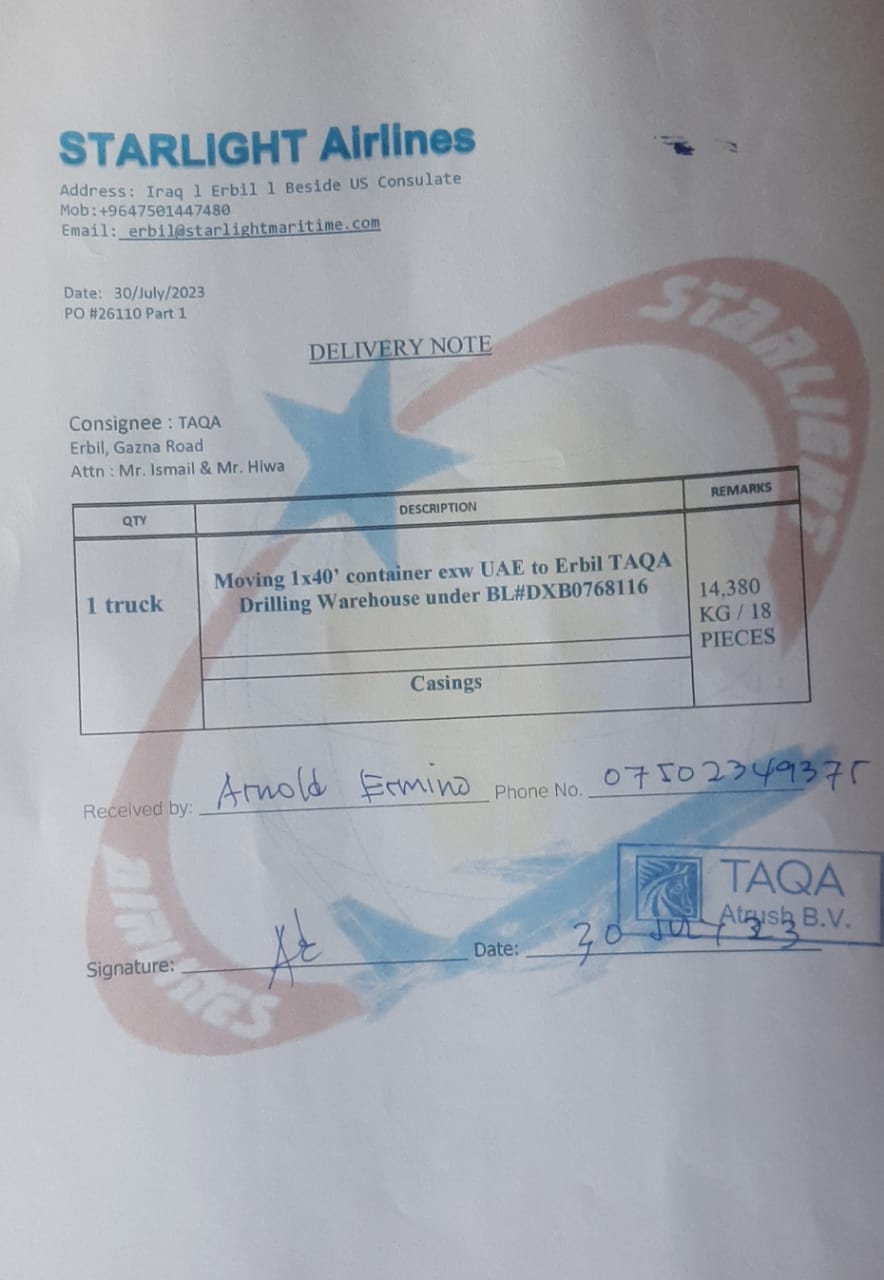 STARLIGHT Airlines
Address: Iraq l Erbil l Beside US Consulate
Mob:+9647501447480
Email: erbil@starlightmaritime.com
Date: 30/July/2023
PO #26110 Part 1
DELIVERY NOTE
STARLIGHT
Consignee : TAQA
Erbil, Gazna Road
Attn : Mr. Ismail & Mr. Hiwa
QTY DESCRIPTION REMARKS
1 truck
Moving 1x40’ container exw UAE to Erbil TAQA
Drilling Warehouse under BL#DXB0768116
14,380
KG / 18
PIECES
Casings
Received by: Arnold Ermino Phone No. 07502349375
TAQA
Atrush B.V.
Signature: Date: 30 JULY 23
AIRLINES